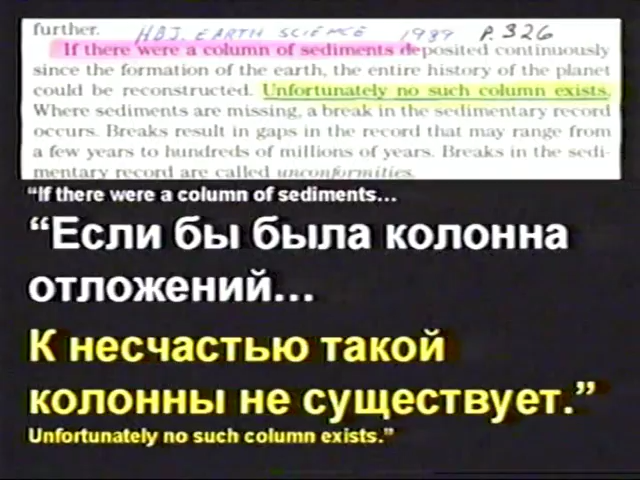 further. HBJ. EARTH SCIENCE 1989 P. 326
If there were a column of sediments deposited continuously
since the formation of the earth, the entire history of the planet
could be reconstructed. Unfortunately no such column exists.
Where sediments are missing, a break in the sedimentary record
occurs. Breaks result in gaps in the record that may range from
a few years to hundreds of millions of years. Breaks in the sedi-
mentary record are called unconformities.
“If there were a column of sediments...
“Если бы была колонна
отложений...
К несчастью такой
колонны не существует.”
Unfortunately no such column exists.”